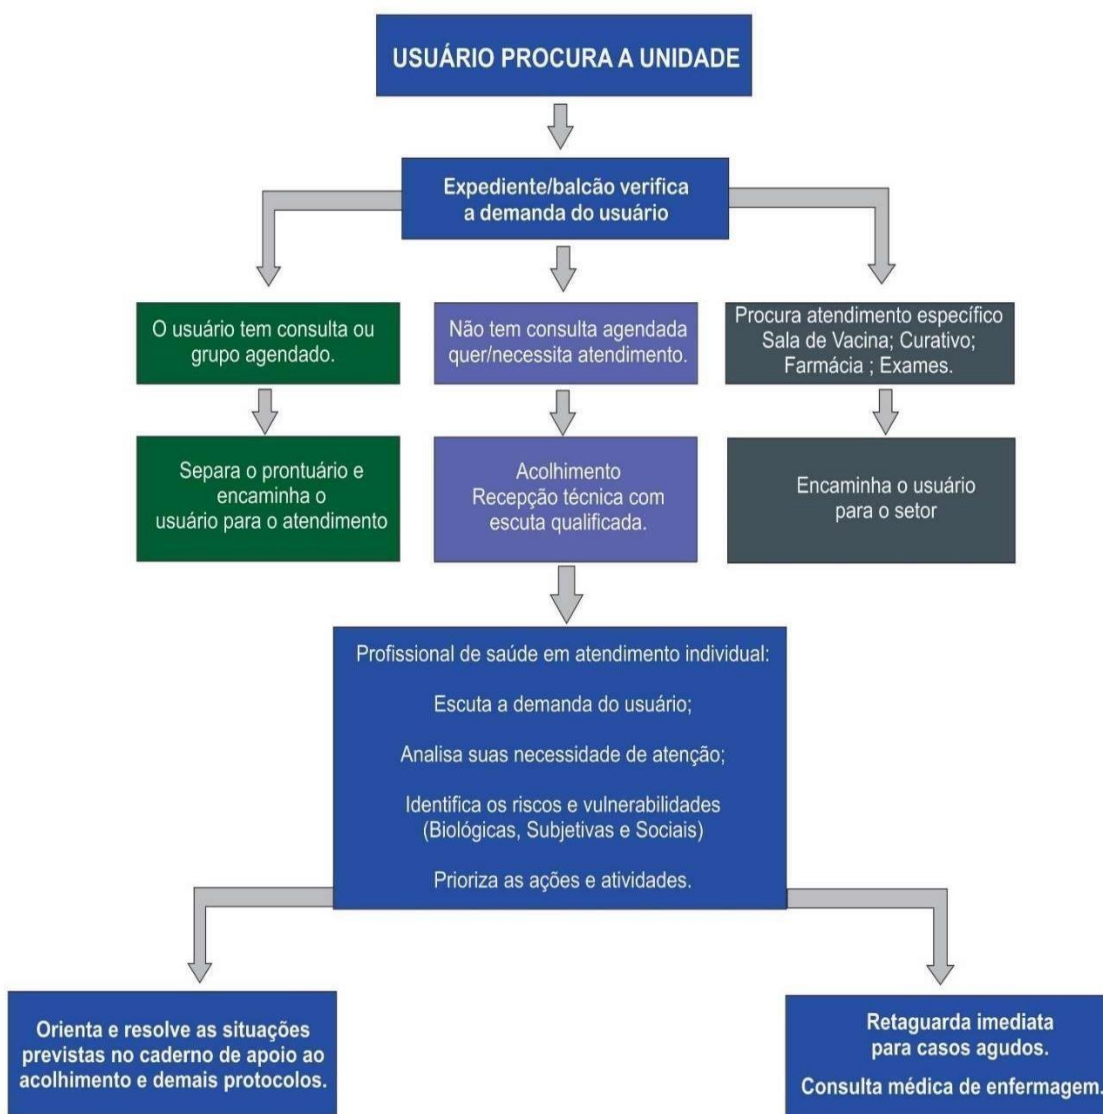 USUÁRIO PROCURA A UNIDADE
Expediente/balcão verifica
a demanda do usuário
O usuário tem consulta ou
grupo agendado.
Não tem consulta agendada
quer/necessita atendimento.
Procura atendimento específico
Sala de Vacina; Curativo;
Farmácia ; Exames.
Separa o prontuário e
encaminha o
usuário para o atendimento
Acolhimento
Recepção técnica com
escuta qualificada.
Encaminha o usuário
para o setor
Profissional de saúde em atendimento individual:
Escuta a demanda do usuário;
Analisa suas necessidade de atenção;
Identifica os riscos e vulnerabilidades
(Biológicas, Subjetivas e Sociais)
Prioriza as ações e atividades.
Orienta e resolve as situações
previstas no caderno de apoio ao
acolhimento e demais protocolos.
Retaguarda imediata
para casos agudos.
Consulta médica de enfermagem.